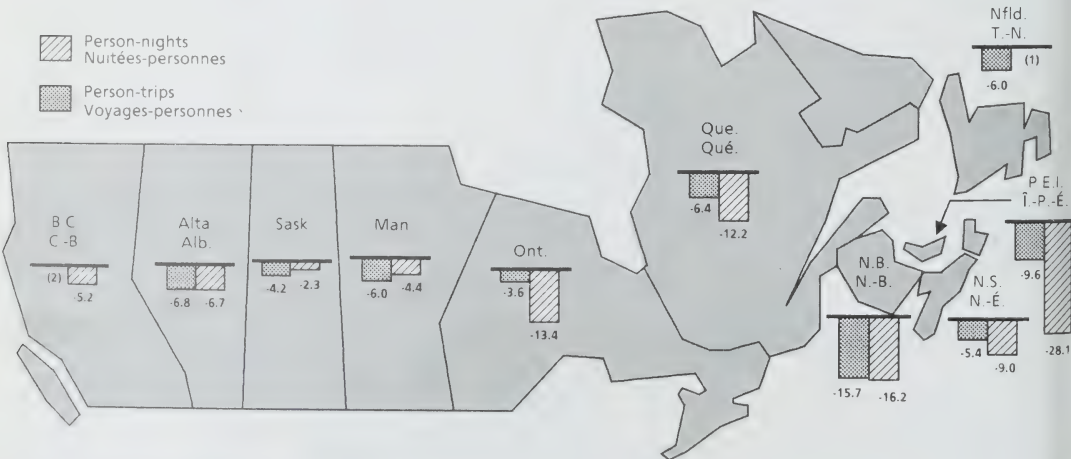 Person-nights
Nuitées-personnes
Person-trips
Voyages-personnes
Nfld.
T.-N.
(1)
-6.0
Que.
Qué.
-6.4
-12.2
P E.I.
Î.-P.-É.
-9.6
-28.1
B C
C -B
(2)
-5.2
Alta
Alb.
-6.8
-6.7
Sask
-4.2
-2.3
Man
-6.0
-4.4
Ont.
-3.6
-13.4
N.B.
N.-B.
-15.7
-16.2
N.S.
N.-É.
-5.4
-9.0